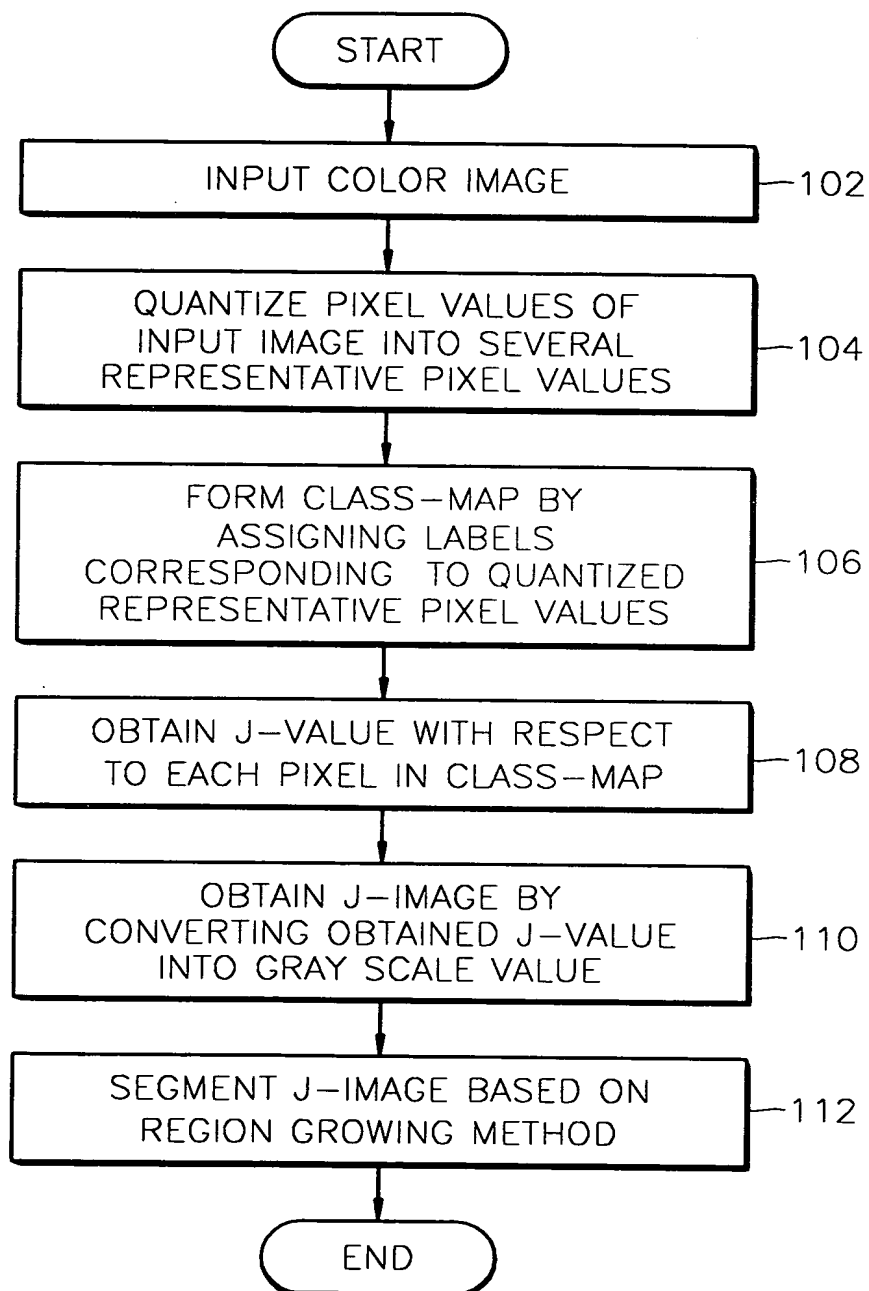 START
INPUT COLOR IMAGE
102
QUANTIZE PIXEL VALUES OF
INPUT IMAGE INTO SEVERAL
REPRESENTATIVE PIXEL VALUES
104
FORM CLASS-MAP BY
ASSIGNING LABELS
CORRESPONDING TO QUANTIZED
REPRESENTATIVE PIXEL VALUES
106
OBTAIN J-VALUE WITH RESPECT
TO EACH PIXEL IN CLASS-MAP
108
OBTAIN J-IMAGE BY
CONVERTING OBTAINED J-VALUE
INTO GRAY SCALE VALUE
110
SEGMENT J-IMAGE BASED ON
REGION GROWING METHOD
112
END